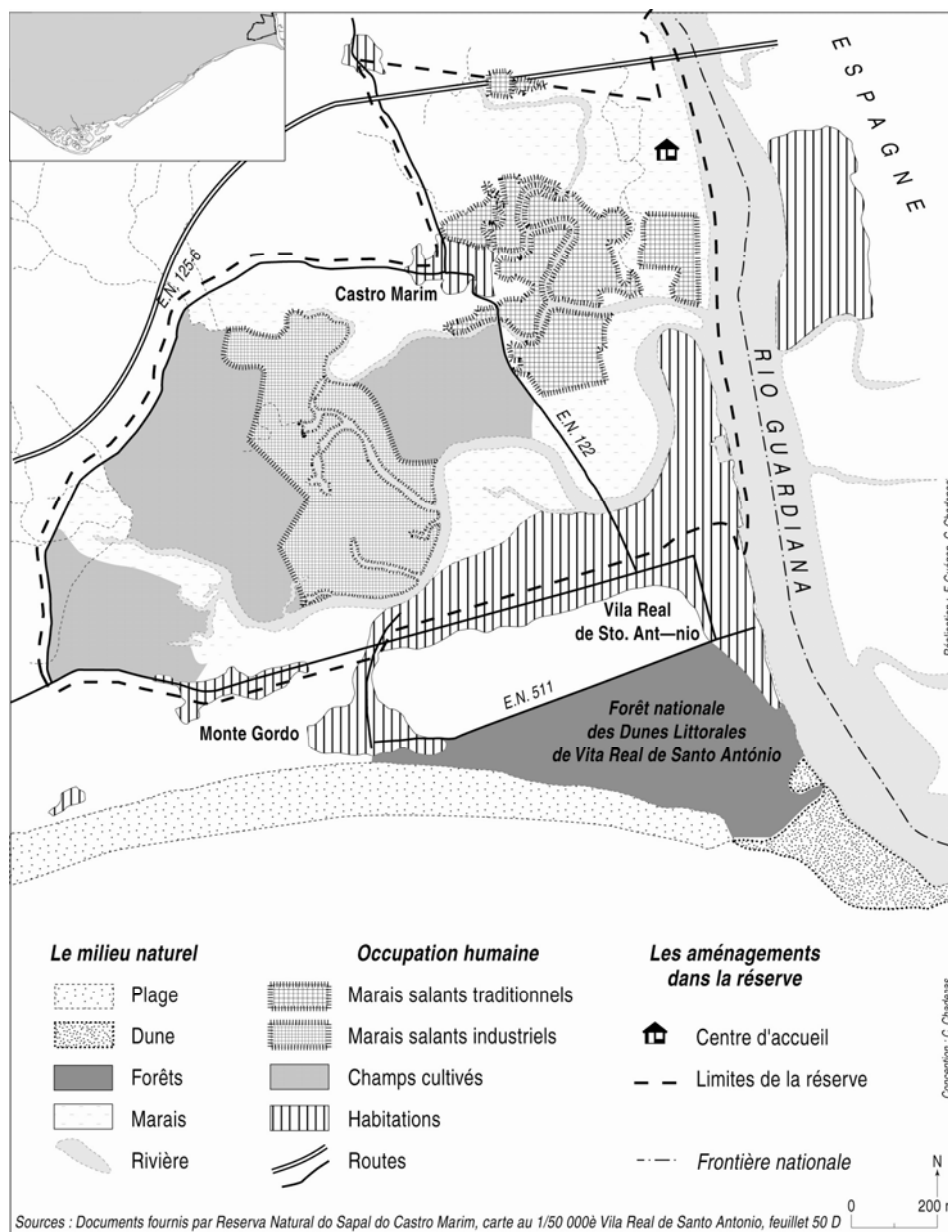 ESPAGNE
E.N. 125-6
Castro Marim
E.N. 122
RIO GUARDIANA
Vila Real
de Sto. Ant—nio
E.N. 511
Monte Gordo
Forêt nationale
des Dunes Littorales
de Vita Real de Santo António
Le milieu naturel
Plage
Dune
Forêts
Marais
Rivière
Occupation humaine
Marais salants traditionnels
Marais salants industriels
Champs cultivés
Habitations
Routes
Les aménagements
dans la réserve
Centre d'accueil
Limites de la réserve
Frontière nationale
N
0 200 m
Conception : C.Chadenas
Sources : Documents fournis par Reserva Natural do Sapal do Castro Marim, carte au 1/50 000è Vila Real de Santo Antonio, feuillet 50 D